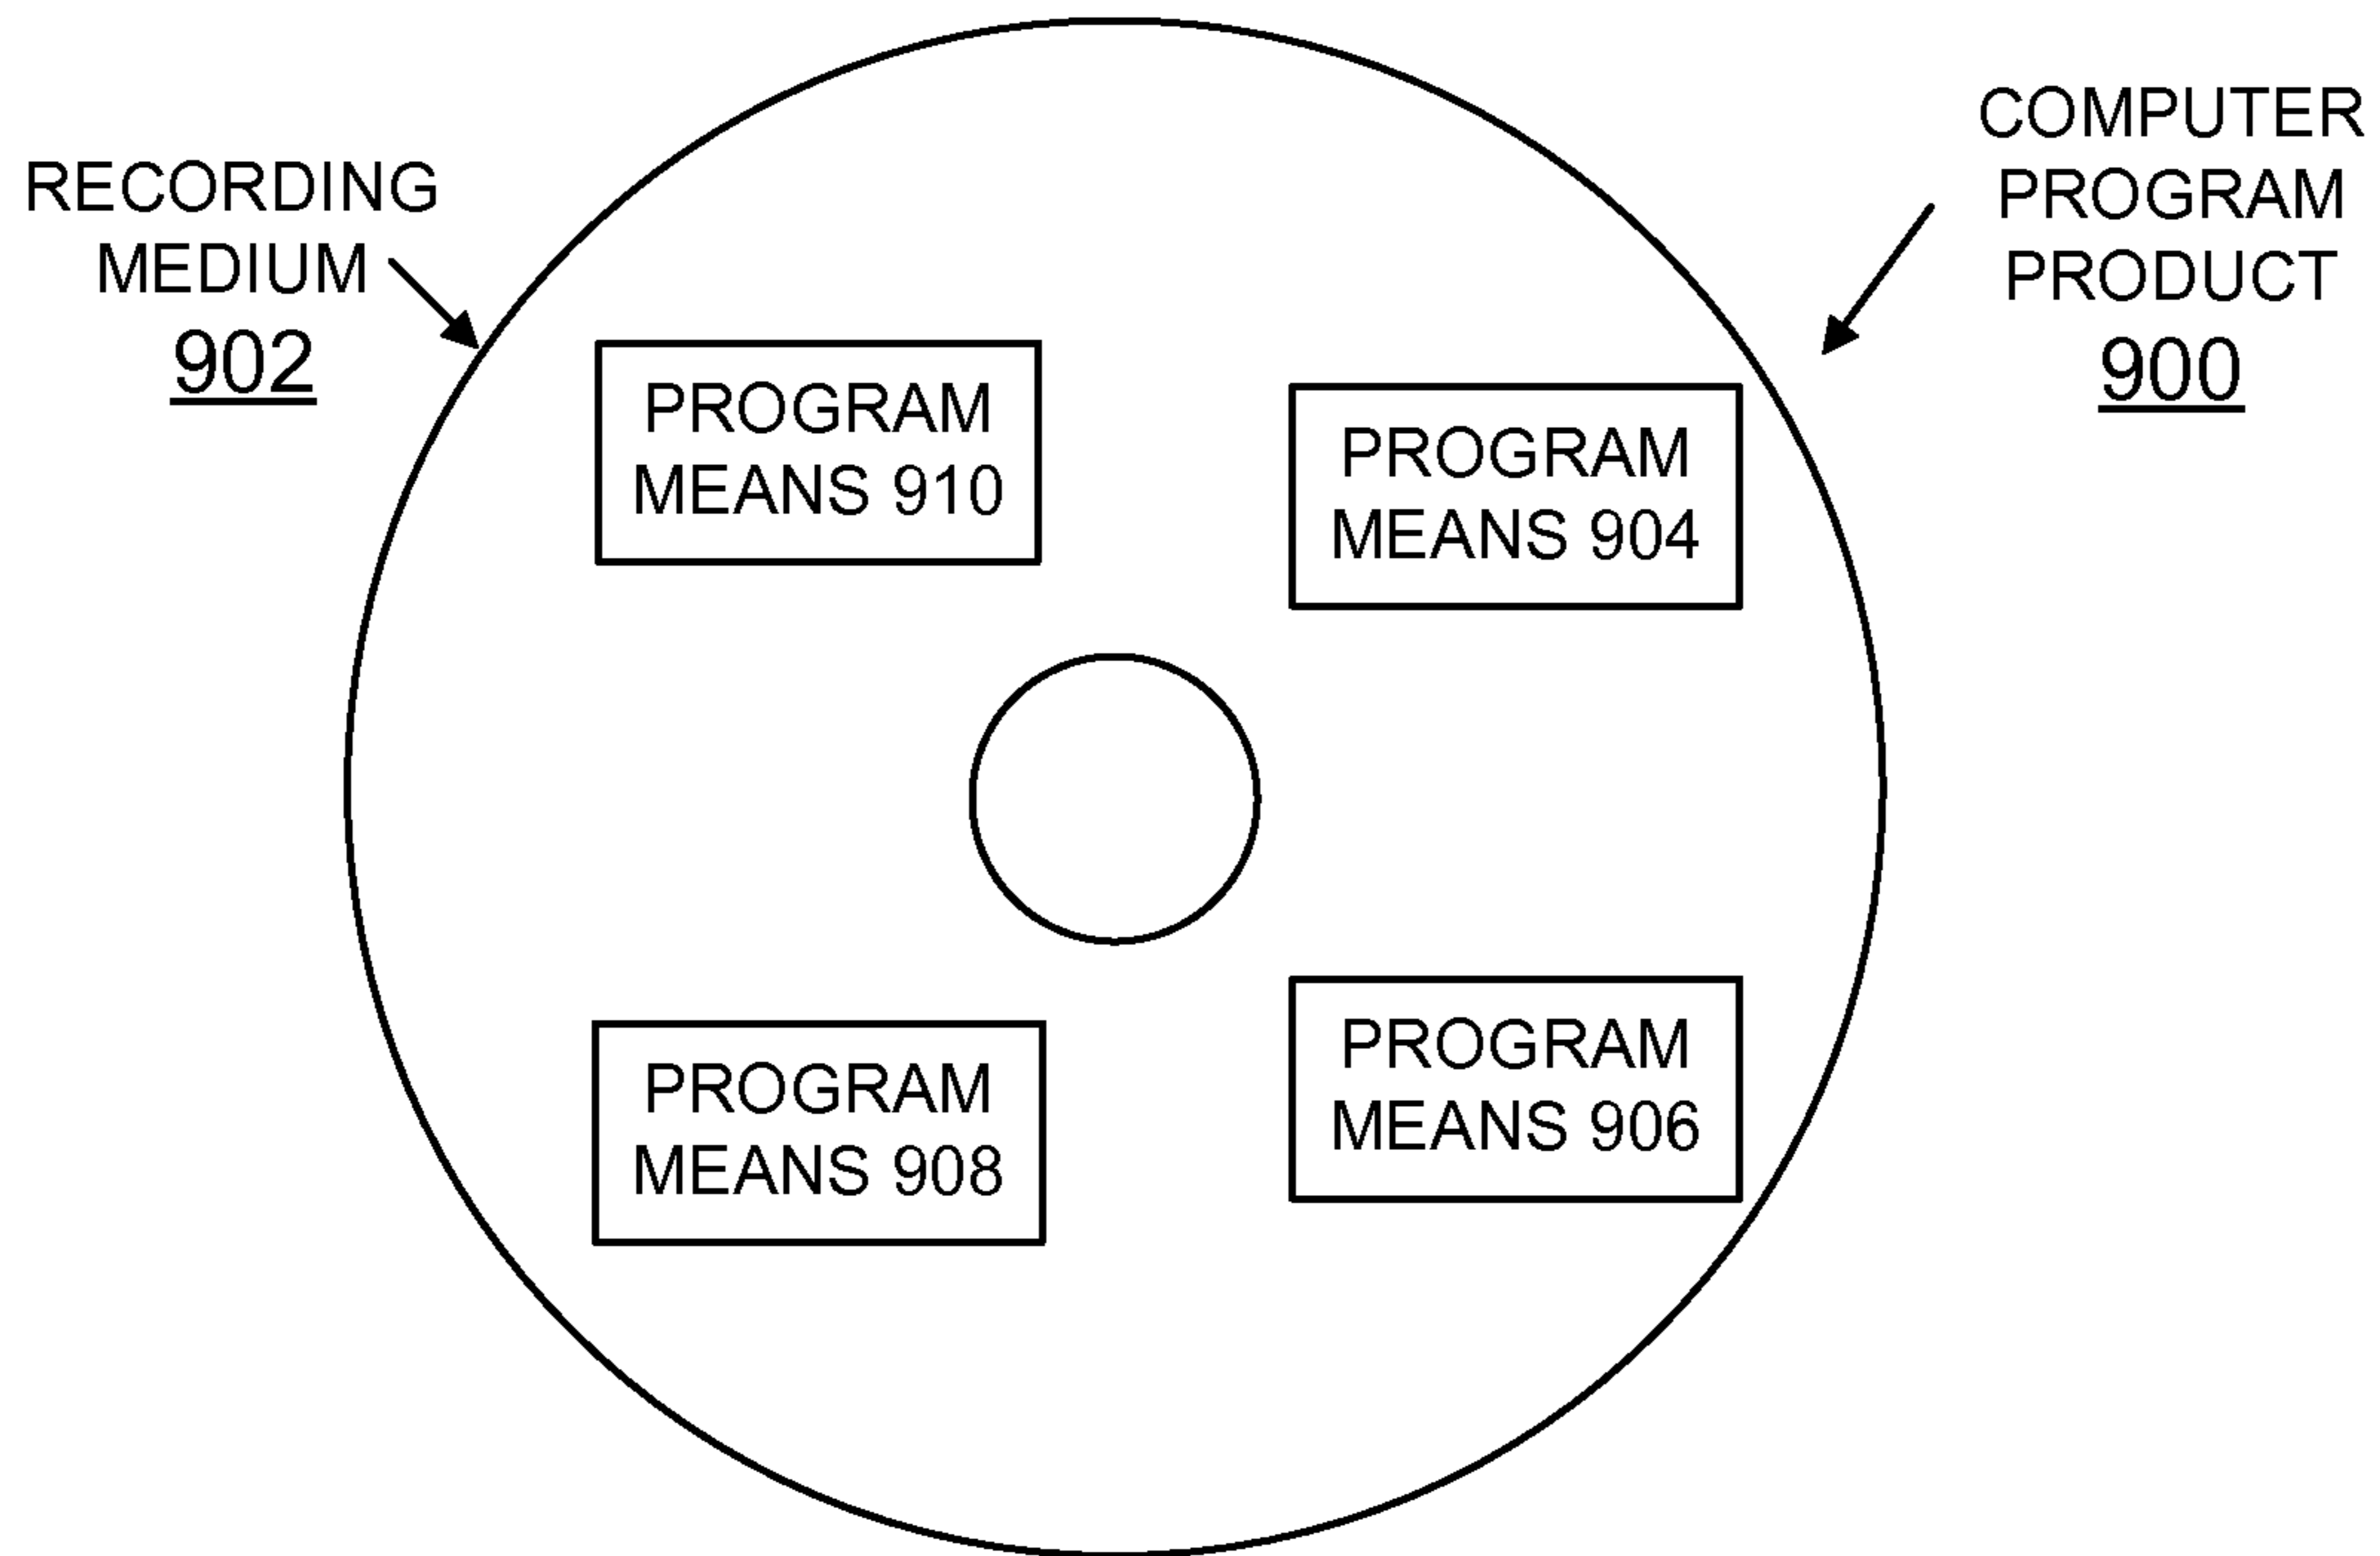 RECORDING
MEDIUM
902
COMPUTER
PROGRAM
PRODUCT
900
PROGRAM
MEANS 910
PROGRAM
MEANS 904
PROGRAM
MEANS 908
PROGRAM
MEANS 906